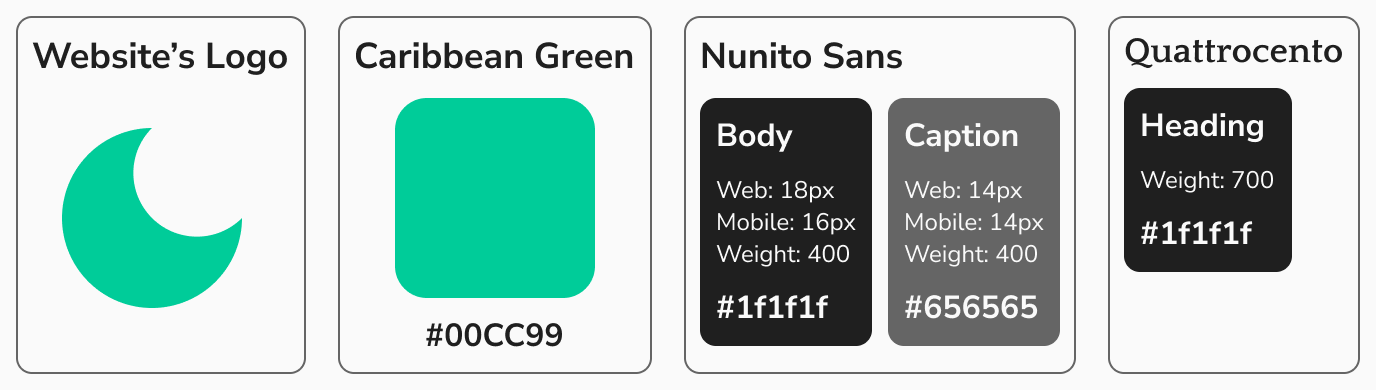 Website’s Logo
Caribbean Green
#00CC99
Nunito Sans
Body
Web: 18px
Mobile: 16px
Weight: 400
#1f1f1f
Caption
Web: 14px
Mobile: 14px
Weight: 400
#656565
Quattrocento
Heading
Weight: 700
#1f1f1f